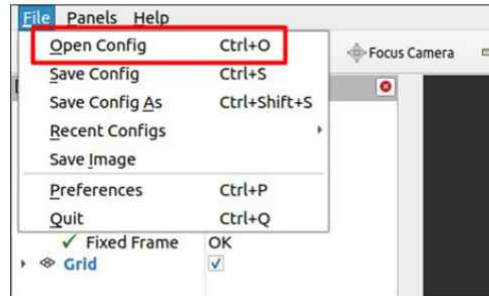 File Panels Help
Open Config Ctrl+O
Focus Camera
Save Config Ctrl+S
Save Config As Ctrl+Shift+S
Recent Configs
Save Image
Preferences Ctrl+P
Quit Ctrl+Q
Fixed Frame OK
Grid